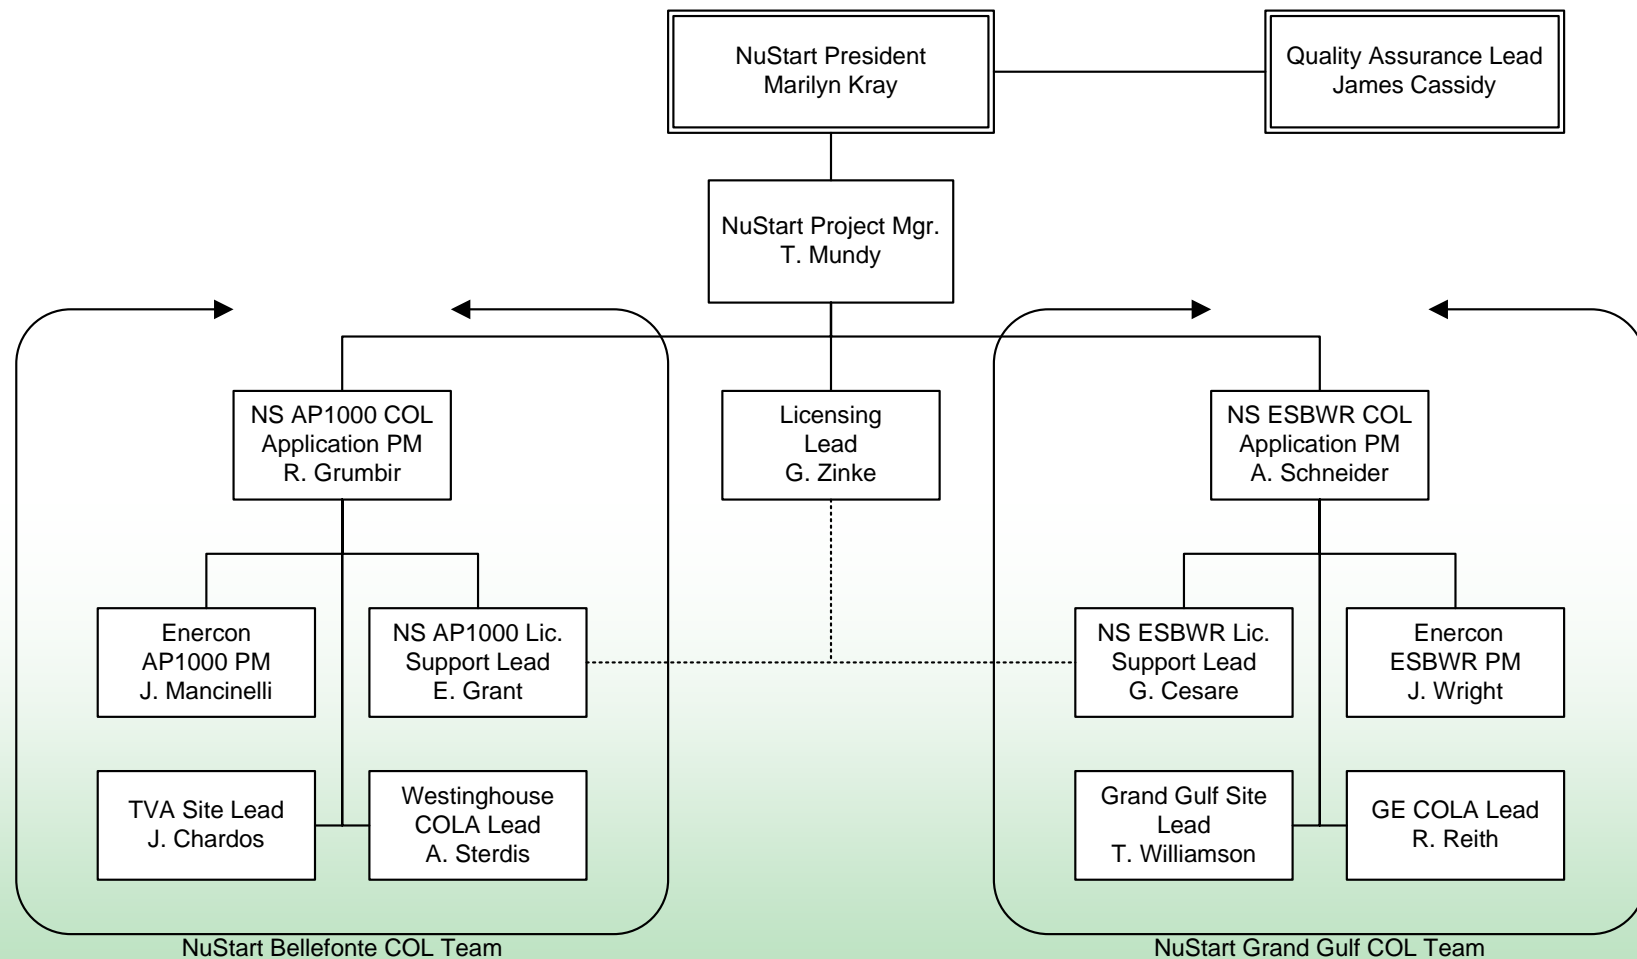 NuStart President
Marilyn Kray
Quality Assurance Lead
James Cassidy
NuStart Project Mgr.
T. Mundy
NS AP1000 COL
Application PM
R. Grumbir
Licensing
Lead
G. Zinke
NS ESBWR COL
Application PM
A. Schneider
Enercon
AP1000 PM
J. Mancinelli
NS AP1000 Lic.
Support Lead
E. Grant
NS ESBWR Lic.
Support Lead
G. Cesare
Enercon
ESBWR PM
J. Wright
TVA Site Lead
J. Chardos
Westinghouse
COLA Lead
A. Sterdis
Grand Gulf Site
Lead
T. Williamson
GE COLA Lead
R. Reith
NuStart Bellefonte COL Team
NuStart Grand Gulf COL Team